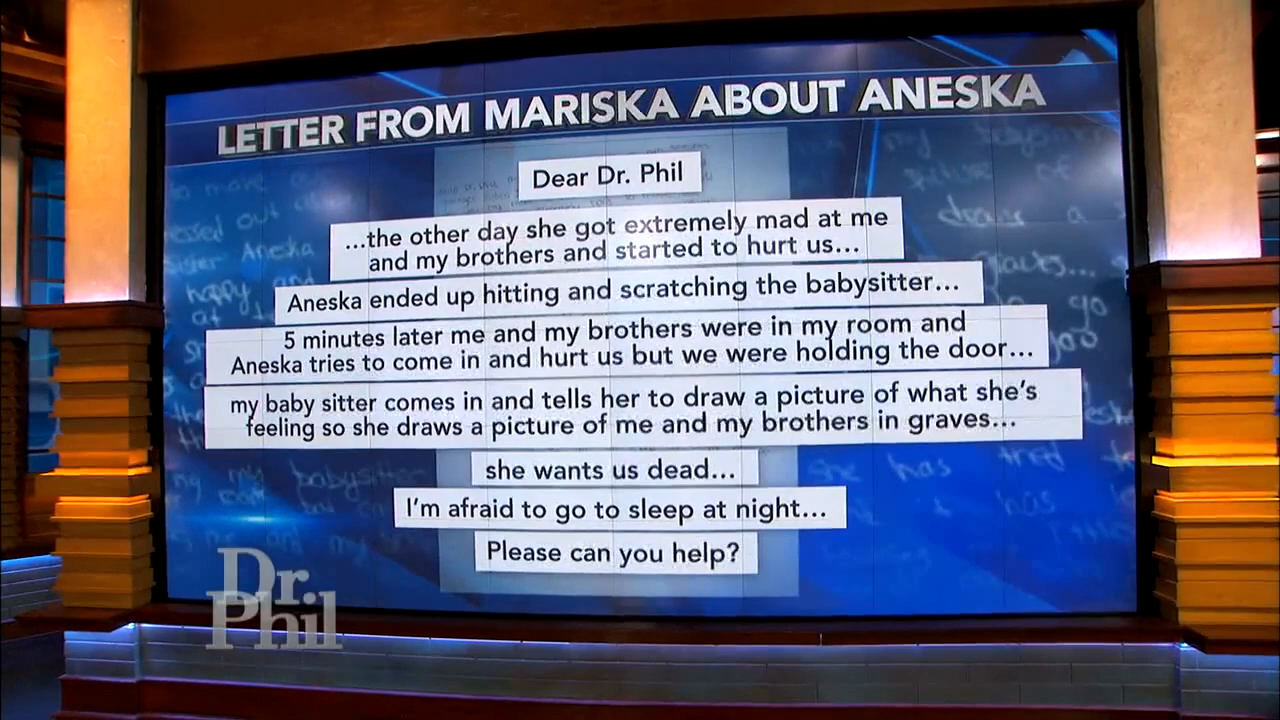 LETTER FROM MARISKA ABOUT ANESKA
Dear Dr. Phil
...the other day she got extremely mad at me
and my brothers and started to hurt us...
Aneska ended up hitting and scratching the babysitter...
5 minutes later me and my brothers were in my room and
Aneska tries to come in and hurt us but we were holding the door...
my baby sitter comes in and tells her to draw a picture of what she's
feeling so she draws a picture of me and my brothers in graves...
she wants us dead...
I'm afraid to go to sleep at night...
Please can you help?
Dr.
Phil